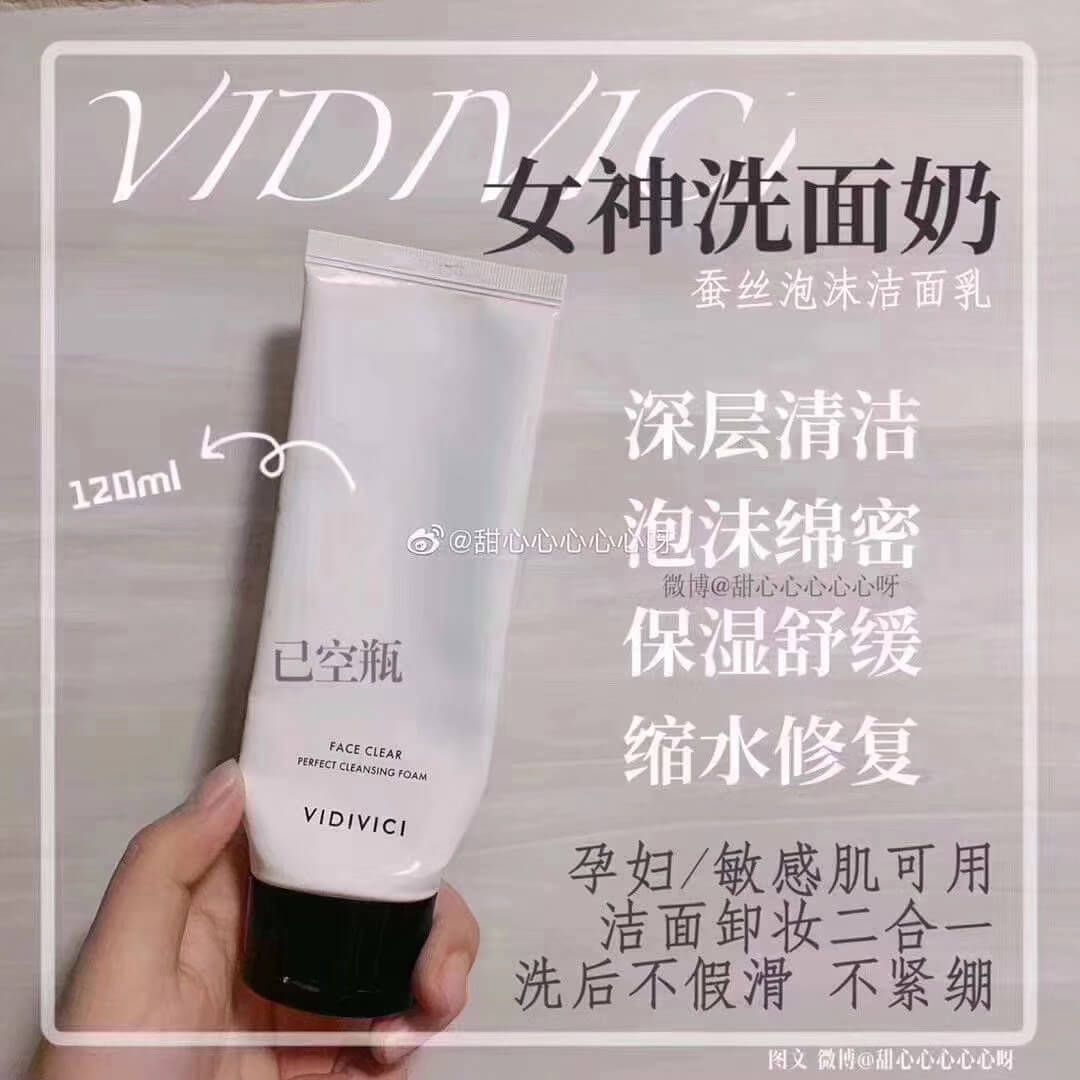 VIDIVICI
女神洗面奶
蚕丝泡沫洁面乳
深层清洁
120ml
泡沫绵密
@甜心心心心心呀
微博@甜心心心心心呀
保湿舒缓
已空瓶
缩水修复
FACE CLEAR
PERFECT CLEANSING FOAM
VIDIVICI
孕妇/敏感肌可用
洁面卸妆二合一
洗后不假滑 不紧绷
图文 微博@甜心心心心心呀